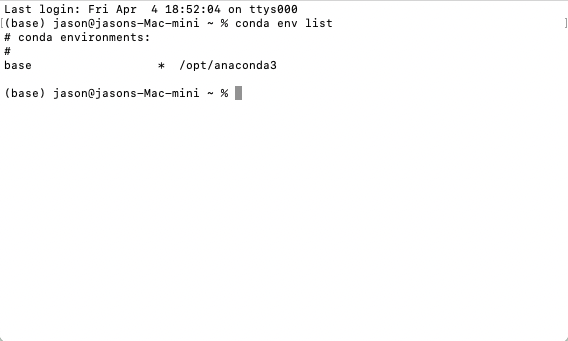 Last login: Fri Apr  4 18:52:04 on ttys000
[(base) jason@jasons-Mac-mini ~ % conda env list ]
# conda environments:
#
base                  *  /opt/anaconda3
(base) jason@jasons-Mac-mini ~ %